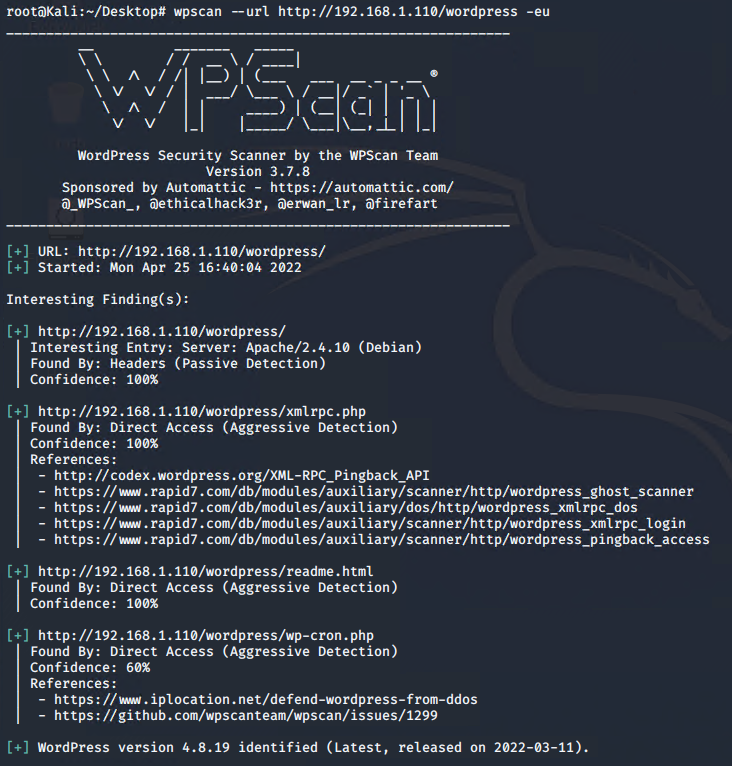 root@Kali:~/Desktop# wpscan --url http://192.168.1.110/wordpress -eu
WPScan ®
WordPress Security Scanner by the WPScan Team
Version 3.7.8
Sponsored by Automattic - https://automattic.com/
@_WPScan_, @ethicalhack3r, @erwan_lr, @firefart
[+] URL: http://192.168.1.110/wordpress/
[+] Started: Mon Apr 25 16:40:04 2022
Interesting Finding(s):
[+] http://192.168.1.110/wordpress/
| Interesting Entry: Server: Apache/2.4.10 (Debian)
| Found By: Headers (Passive Detection)
| Confidence: 100%
[+] http://192.168.1.110/wordpress/xmlrpc.php
| Found By: Direct Access (Aggressive Detection)
| Confidence: 100%
| References:
| - http://codex.wordpress.org/XML-RPC_Pingback_API
| - https://www.rapid7.com/db/modules/auxiliary/scanner/http/wordpress_ghost_scanner
| - https://www.rapid7.com/db/modules/auxiliary/dos/http/wordpress_xmlrpc_dos
| - https://www.rapid7.com/db/modules/auxiliary/scanner/http/wordpress_xmlrpc_login
| - https://www.rapid7.com/db/modules/auxiliary/scanner/http/wordpress_pingback_access
[+] http://192.168.1.110/wordpress/readme.html
| Found By: Direct Access (Aggressive Detection)
| Confidence: 100%
[+] http://192.168.1.110/wordpress/wp-cron.php
| Found By: Direct Access (Aggressive Detection)
| Confidence: 60%
| References:
| - https://www.iplocation.net/defend-wordpress-from-ddos
| - https://github.com/wpscanteam/wpscan/issues/1299
[+] WordPress version 4.8.19 identified (Latest, released on 2022-03-11).